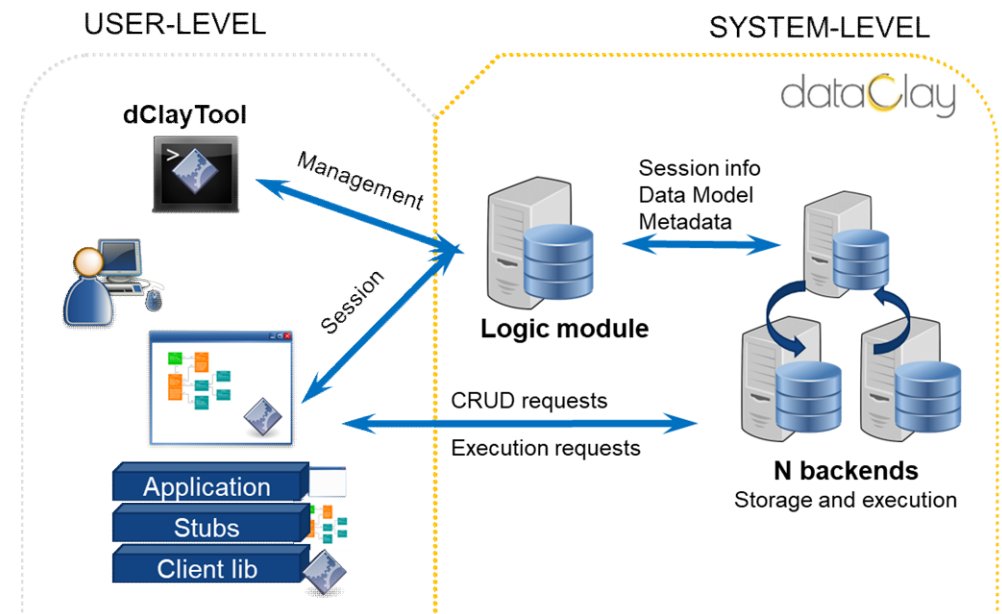 USER-LEVEL
SYSTEM-LEVEL
dataClay
dClayTool
>_
Management
Session info
Data Model
Metadata
Session
Logic module
CRUD requests
Execution requests
N backends
Storage and execution
Application
Stubs
Client lib